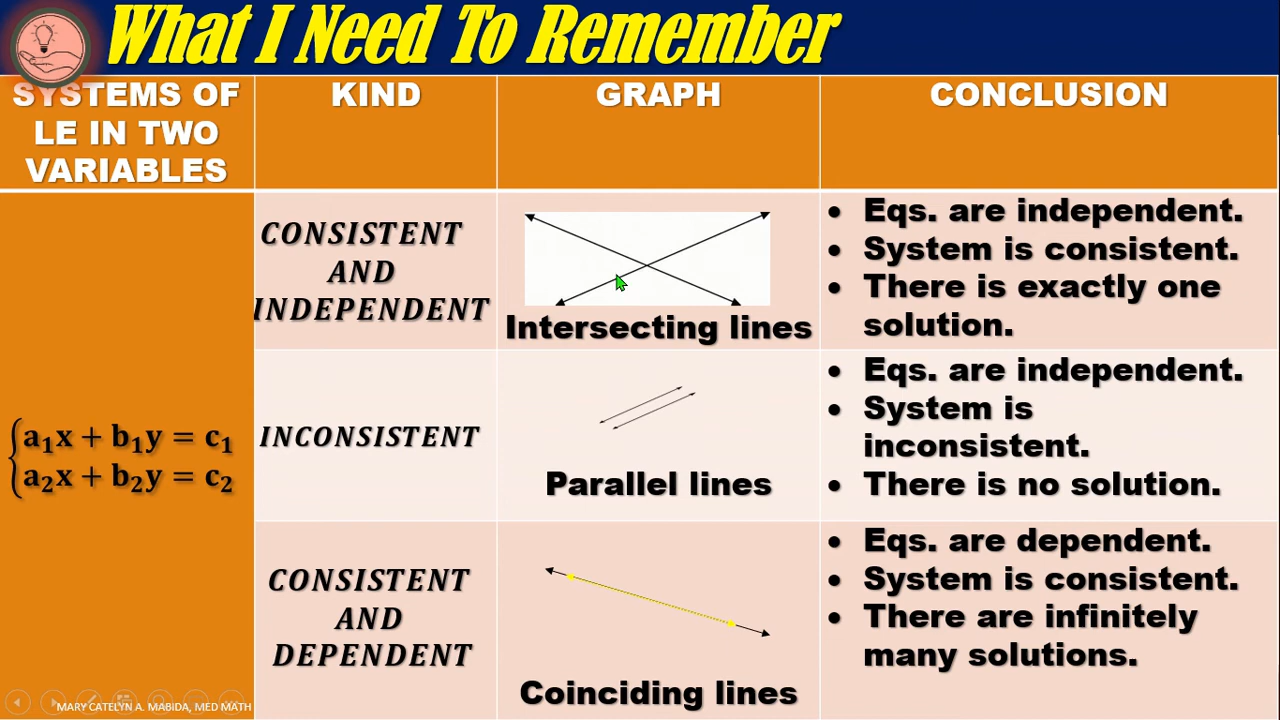 What I Need To Remember
SYSTEMS OF
LE IN TWO
VARIABLES
KIND
GRAPH
CONCLUSION
{a₁x + b₁y = c₁
a₂x + b₂y = c₂
CONSISTENT
AND
INDEPENDENT
Intersecting lines
• Eqs. are independent.
• System is consistent.
• There is exactly one
solution.
INCONSISTENT
Parallel lines
• Eqs. are independent.
• System is
inconsistent.
• There is no solution.
CONSISTENT
AND
DEPENDENT
Coinciding lines
• Eqs. are dependent.
• System is consistent.
• There are infinitely
many solutions.
MARY CATELYN A. MABIDA, MED MATH